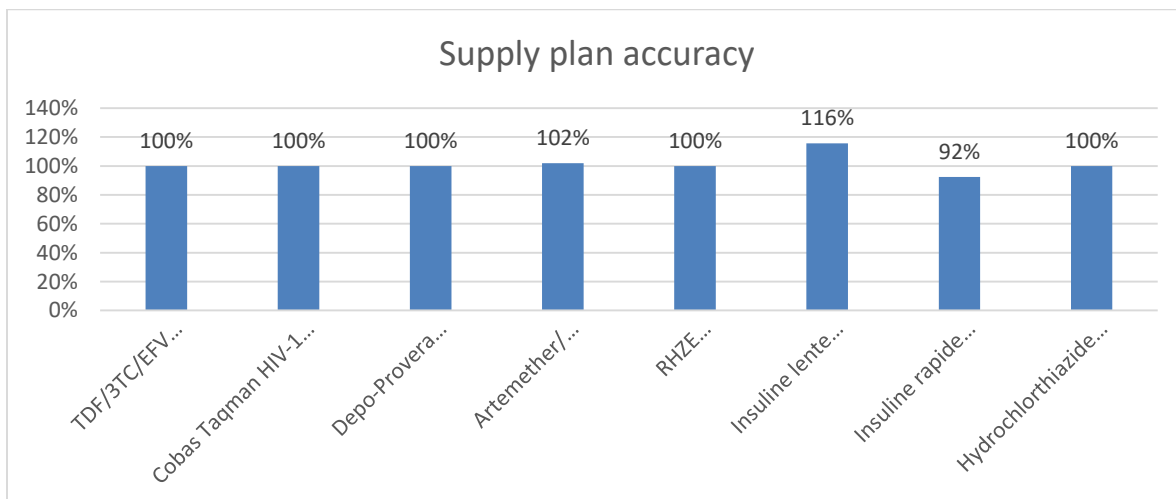 Supply plan accuracy
140%
120%
100%
80%
60%
40%
20%
0%
100%
100%
100%
102%
100%
116%
92%
100%
TDF/3TC/EFV...
Cobas Taqman HIV-1...
Depo-Provera...
Artemether/...
RHZE...
Insuline lente...
Insuline rapide...
Hydrochlorthiazide...